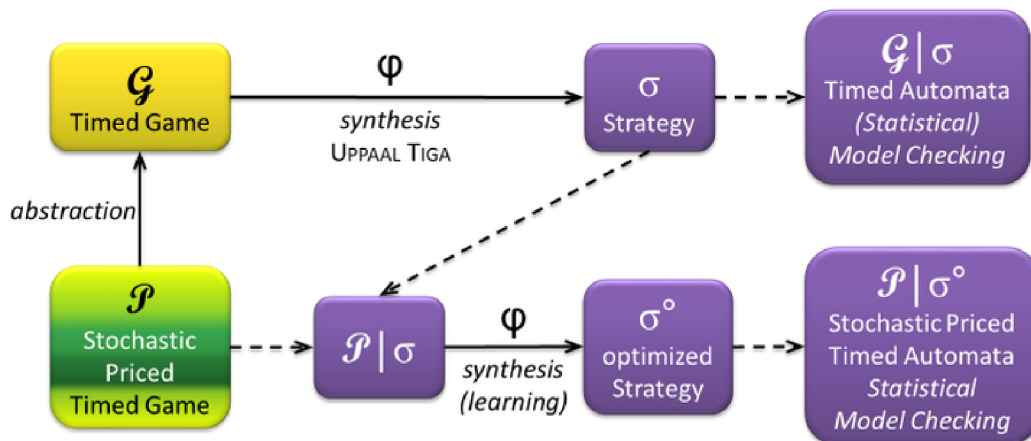 𝒢
Timed Game
φ
synthesis
UPPAAL TIGA
σ
Strategy
𝒢 | σ
Timed Automata
(Statistical)
Model Checking
abstraction
𝒫
Stochastic
Priced
Timed Game
𝒫 | σ
φ
synthesis
(learning)
σ°
optimized
Strategy
𝒫 | σ°
Stochastic Priced
Timed Automata
Statistical
Model Checking